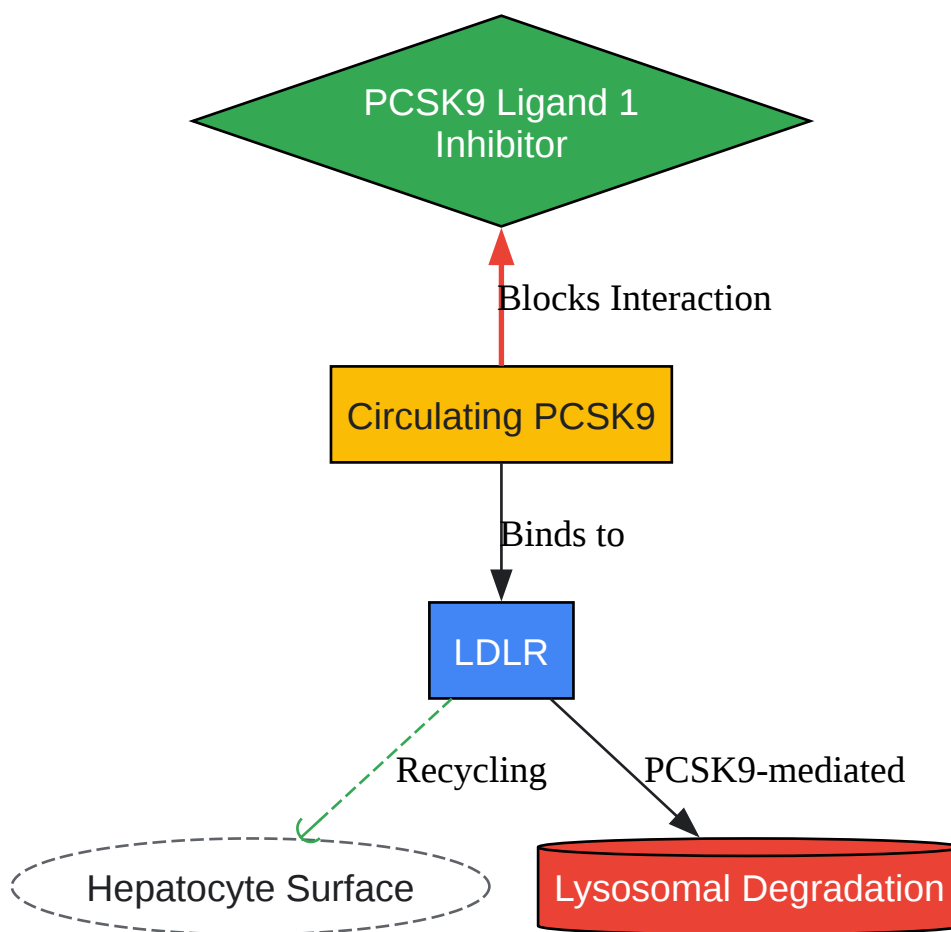 PCSK9 Ligand 1
Inhibitor
Blocks Interaction
Circulating PCSK9
Binds to
LDLR
Recycling
PCSK9-mediated
Hepatocyte Surface
Lysosomal Degradation